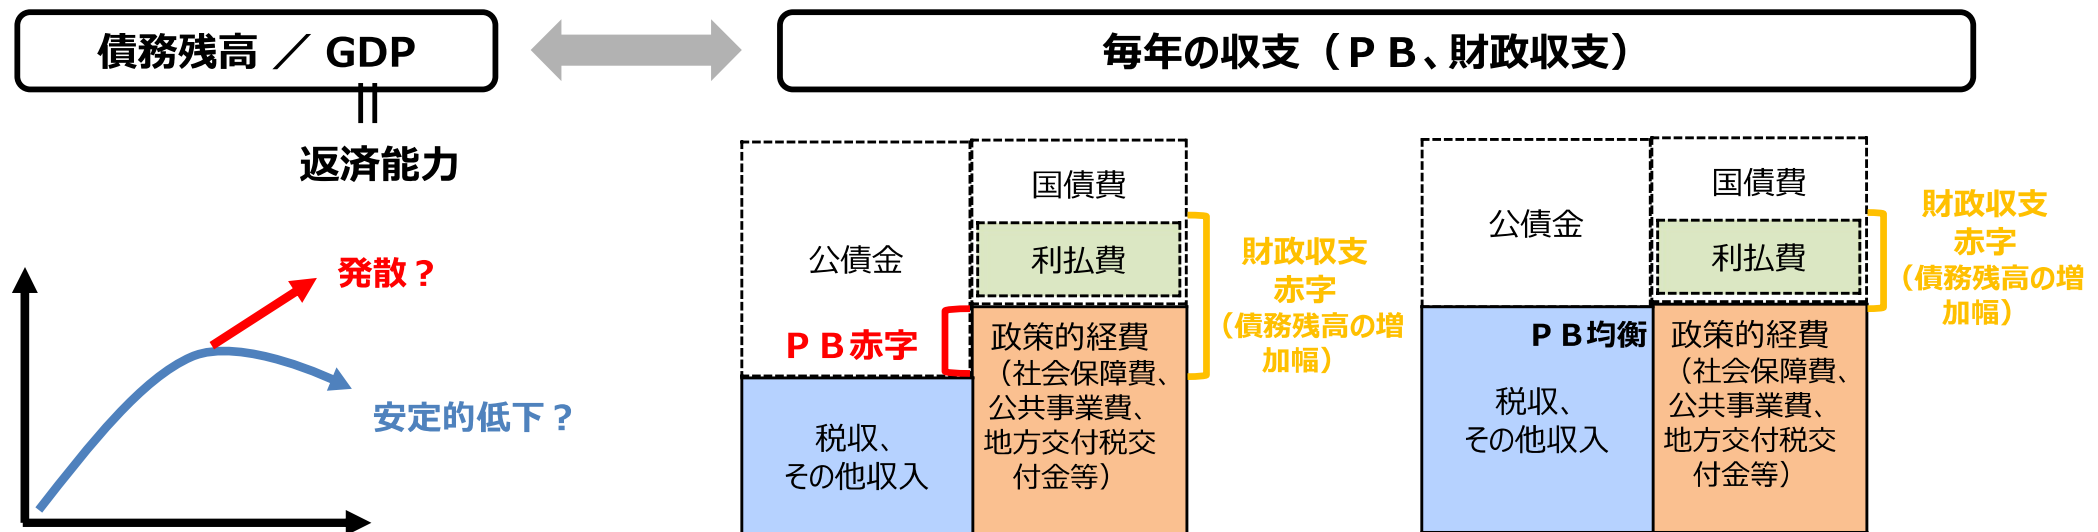 債務残高 ／ GDP
返済能力
発散？
安定的低下？
毎年の収支（ＰＢ、財政収支）
公債金
国債費
利払費
ＰＢ赤字
政策的経費
（社会保障費、
公共事業費、
地方交付税交
付金等）
税収、
その他収入
財政収支
赤字
（債務残高の増
加幅）
公債金
国債費
利払費
ＰＢ均衡
政策的経費
（社会保障費、
公共事業費、
地方交付税交
付金等）
税収、
その他収入
財政収支
赤字
（債務残高の増
加幅）